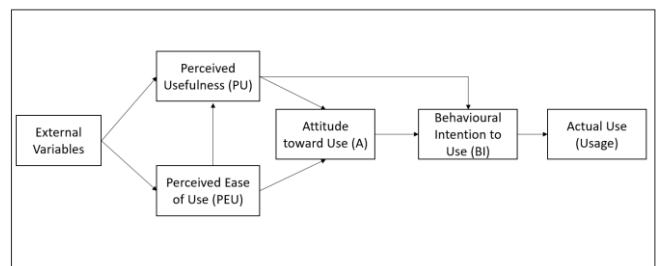 Perceived
Usefulness (PU)
External
Variables
Attitude
toward Use (A)
Behavioural
Intention to
Use (BI)
Actual Use
(Usage)
Perceived Ease
of Use (PEU)